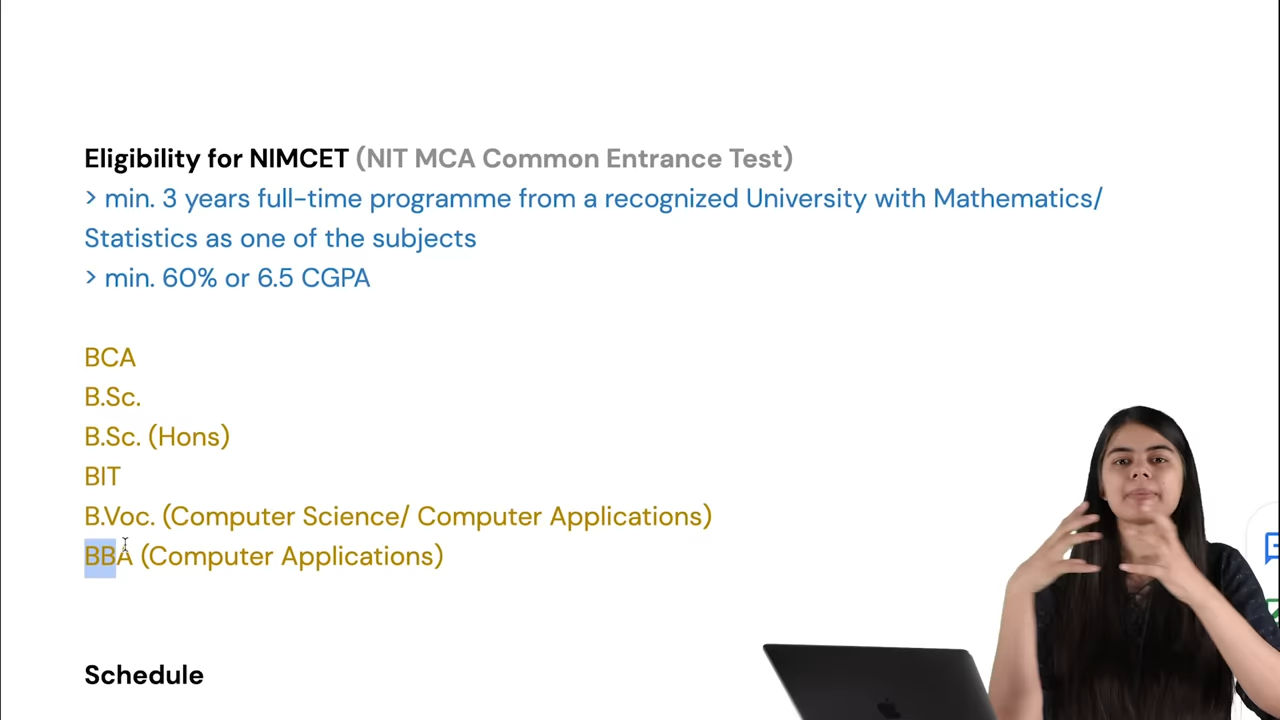 Eligibility for NIMCET (NIT MCA Common Entrance Test)
> min. 3 years full-time programme from a recognized University with Mathematics/
Statistics as one of the subjects
> min. 60% or 6.5 CGPA
BCA
B.Sc.
B.Sc. (Hons)
BIT
B.Voc. (Computer Science/ Computer Applications)
BBA (Computer Applications)
Schedule